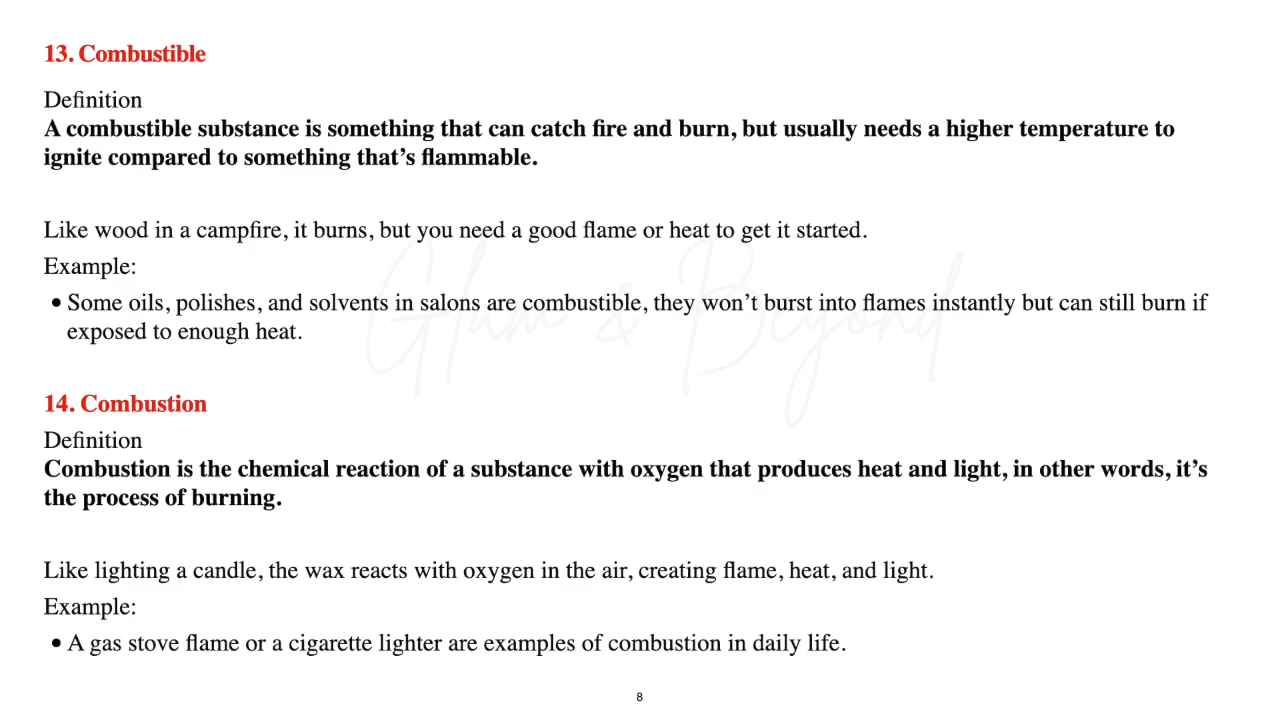 13. Combustible
Definition
A combustible substance is something that can catch fire and burn, but usually needs a higher temperature to
ignite compared to something that’s flammable.
Like wood in a campfire, it burns, but you need a good flame or heat to get it started.
Example:
• Some oils, polishes, and solvents in salons are combustible, they won’t burst into flames instantly but can still burn if
exposed to enough heat.
Glam & Beyond
14. Combustion
Definition
Combustion is the chemical reaction of a substance with oxygen that produces heat and light, in other words, it’s
the process of burning.
Like lighting a candle, the wax reacts with oxygen in the air, creating flame, heat, and light.
Example:
• A gas stove flame or a cigarette lighter are examples of combustion in daily life.
8